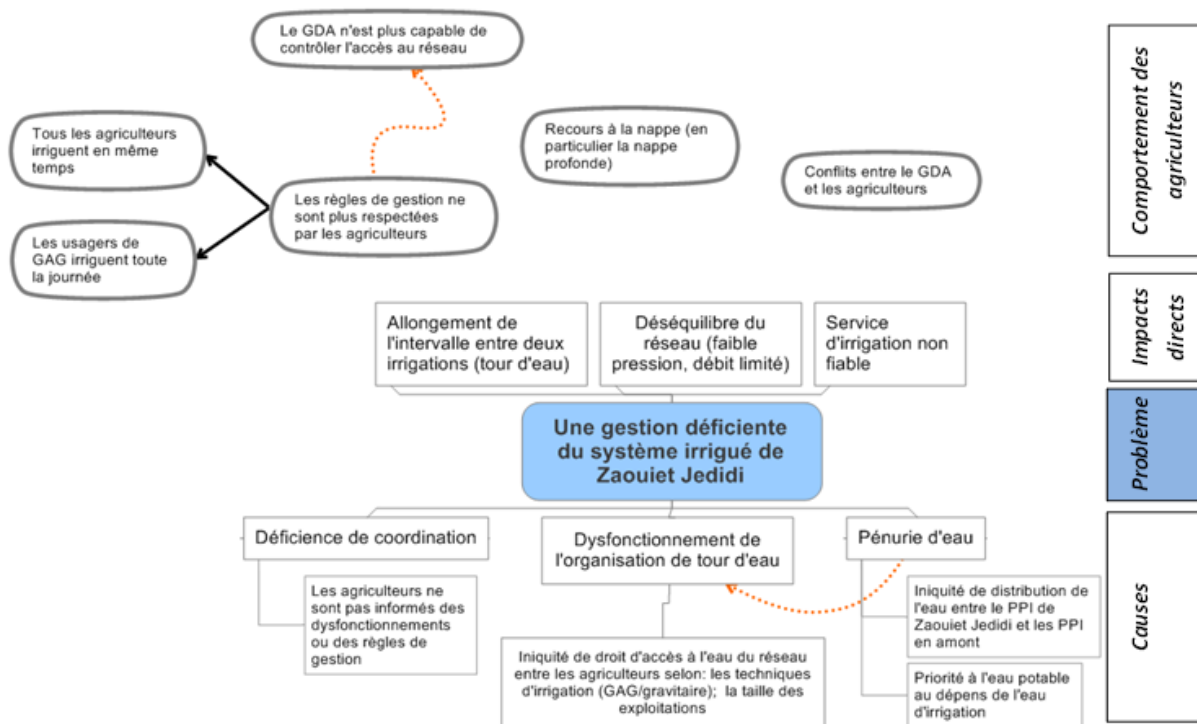 Le GDA n'est plus capable de
contrôler l'accès au réseau
Tous les agriculteurs
irriguent en même
temps
Recours à la nappe (en
particulier la nappe
profonde)
Conflits entre le GDA
et les agriculteurs
Les règles de gestion ne
sont plus respectées
par les agriculteurs
Les usagers de
GAG irriguent toute
la journée
Comportement des
agriculteurs
Allongement de
l'intervalle entre deux
irrigations (tour d'eau)
Déséquilibre du
réseau (faible
pression, débit limité)
Service
d'irrigation non
fiable
Impacts
directs
Une gestion déficiente
du système irrigué de
Zaouiet Jedidi
Problème
Déficience de coordination
Dysfonctionnement de
l'organisation de tour d'eau
Pénurie d'eau
Les agriculteurs ne
sont pas informés des
dysfonctionnements
ou des règles de
gestion
Iniquité de droit d'accès à l'eau du réseau
entre les agriculteurs selon: les techniques
d'irrigation (GAG/gravitaire); la taille des
exploitations
Iniquité de distribution de
l'eau entre le PPI de
Zaouiet Jedidi et les PPI
en amont
Priorité à l'eau potable
au dépens de l'eau
d'irrigation
Causes